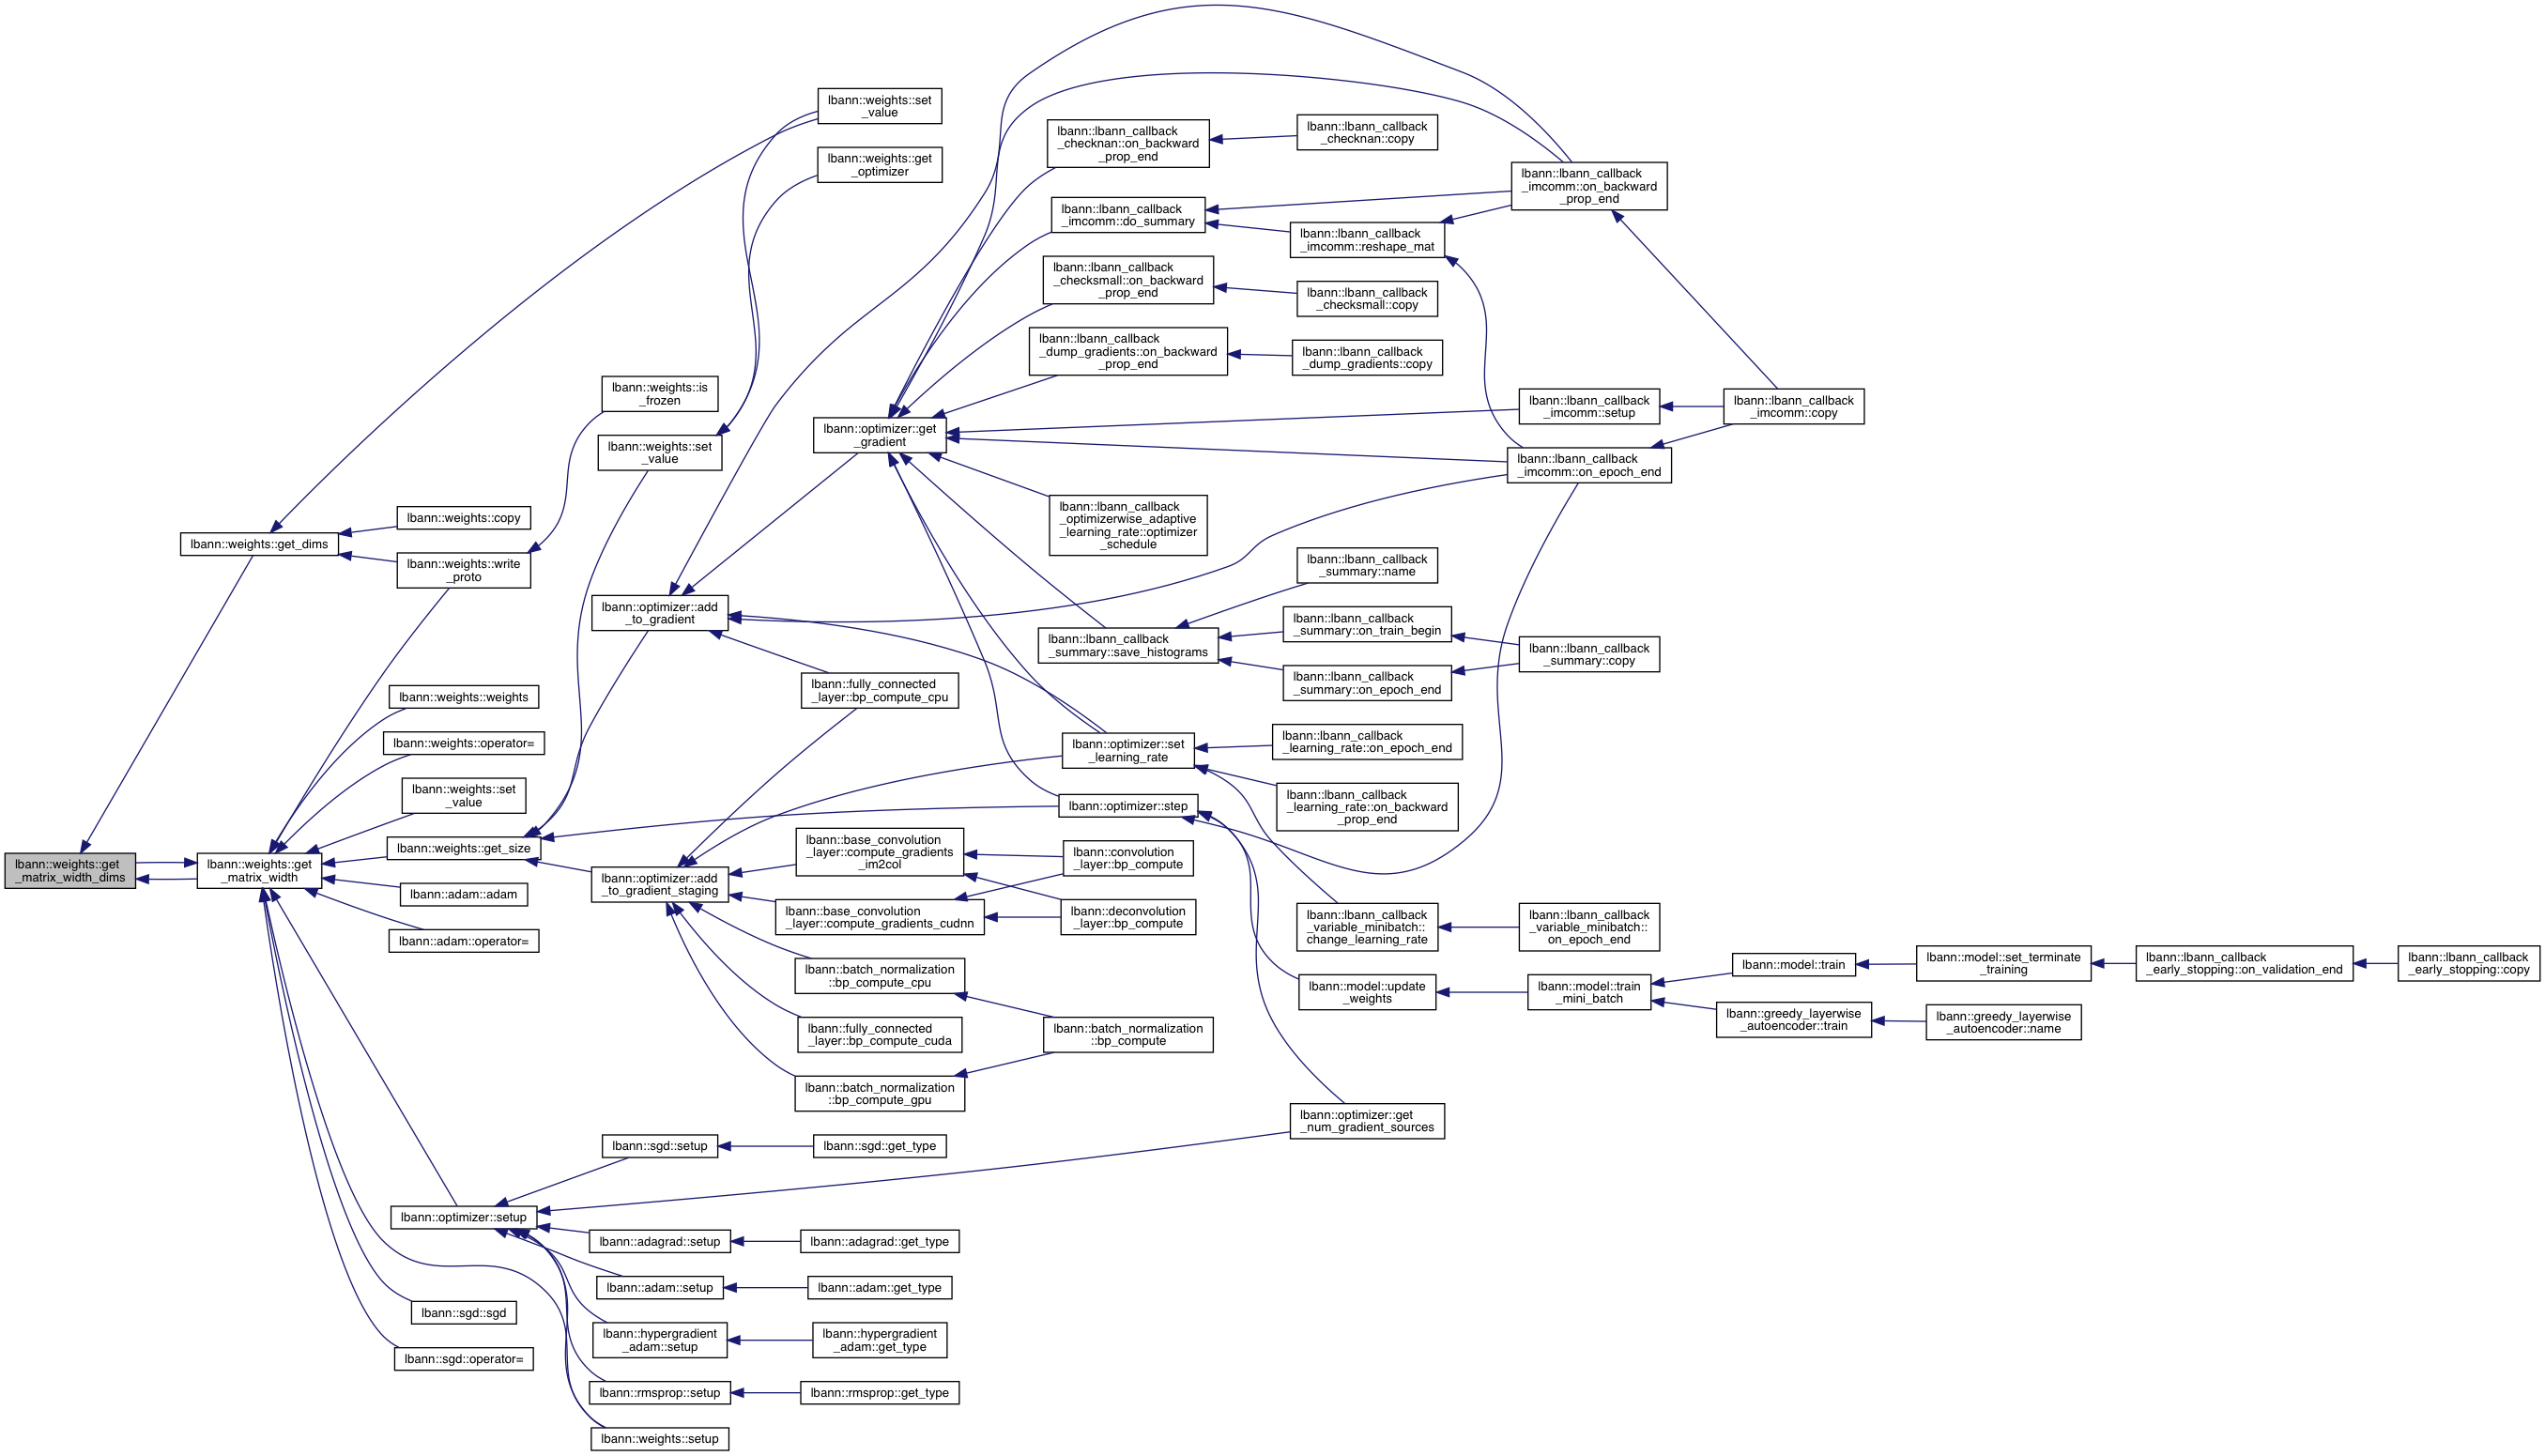 lbann::weights::get
_matrix_width_dims
lbann::weights::get_dims
lbann::weights::get
_matrix_width
lbann::weights::copy
lbann::weights::write
_proto
lbann::weights::weights
lbann::weights::operator=
lbann::weights::set
_value
lbann::weights::get_size
lbann::adam::adam
lbann::adam::operator=
lbann::optimizer::setup
lbann::sgd::sgd
lbann::sgd::operator=
lbann::weights::is
_frozen
lbann::weights::set
_value
lbann::optimizer::add
_to_gradient
lbann::optimizer::add
_to_gradient_staging
lbann::sgd::setup
lbann::adagrad::setup
lbann::adam::setup
lbann::hypergradient
_adam::setup
lbann::rmsprop::setup
lbann::weights::setup
lbann::weights::set
_value
lbann::weights::get
_optimizer
lbann::optimizer::get
_gradient
lbann::fully_connected
_layer::bp_compute_cpu
lbann::base_convolution
_layer::compute_gradients
_im2col
lbann::base_convolution
_layer::compute_gradients_cudnn
lbann::batch_normalization
::bp_compute_cpu
lbann::fully_connected
_layer::bp_compute_cuda
lbann::batch_normalization
::bp_compute_gpu
lbann::sgd::get_type
lbann::adagrad::get_type
lbann::adam::get_type
lbann::hypergradient
_adam::get_type
lbann::rmsprop::get_type
lbann::lbann_callback
_checknan::on_backward
_prop_end
lbann::lbann_callback
_imcomm::do_summary
lbann::lbann_callback
_checksmall::on_backward
_prop_end
lbann::lbann_callback
_dump_gradients::on_backward
_prop_end
lbann::lbann_callback
_optimizerwise_adaptive
_learning_rate::optimizer
_schedule
lbann::lbann_callback
_summary::save_histograms
lbann::optimizer::set
_learning_rate
lbann::optimizer::step
lbann::convolution
_layer::bp_compute
lbann::deconvolution
_layer::bp_compute
lbann::batch_normalization
::bp_compute
lbann::lbann_callback
_checknan::copy
lbann::lbann_callback
_imcomm::reshape_mat
lbann::lbann_callback
_checksmall::copy
lbann::lbann_callback
_dump_gradients::copy
lbann::lbann_callback
_summary::name
lbann::lbann_callback
_summary::on_train_begin
lbann::lbann_callback
_summary::on_epoch_end
lbann::lbann_callback
_learning_rate::on_epoch_end
lbann::lbann_callback
_learning_rate::on_backward
_prop_end
lbann::lbann_callback
_variable_minibatch::
change_learning_rate
lbann::model::update
_weights
lbann::optimizer::get
_num_gradient_sources
lbann::lbann_callback
_imcomm::on_backward
_prop_end
lbann::lbann_callback
_imcomm::setup
lbann::lbann_callback
_imcomm::on_epoch_end
lbann::lbann_callback
_summary::copy
lbann::lbann_callback
_variable_minibatch::
on_epoch_end
lbann::model::train
_mini_batch
lbann::lbann_callback
_imcomm::copy
lbann::model::train
lbann::greedy_layerwise
_autoencoder::train
lbann::model::set_terminate
_training
lbann::greedy_layerwise
_autoencoder::name
lbann::lbann_callback
_early_stopping::on_validation_end
lbann::lbann_callback
_early_stopping::copy